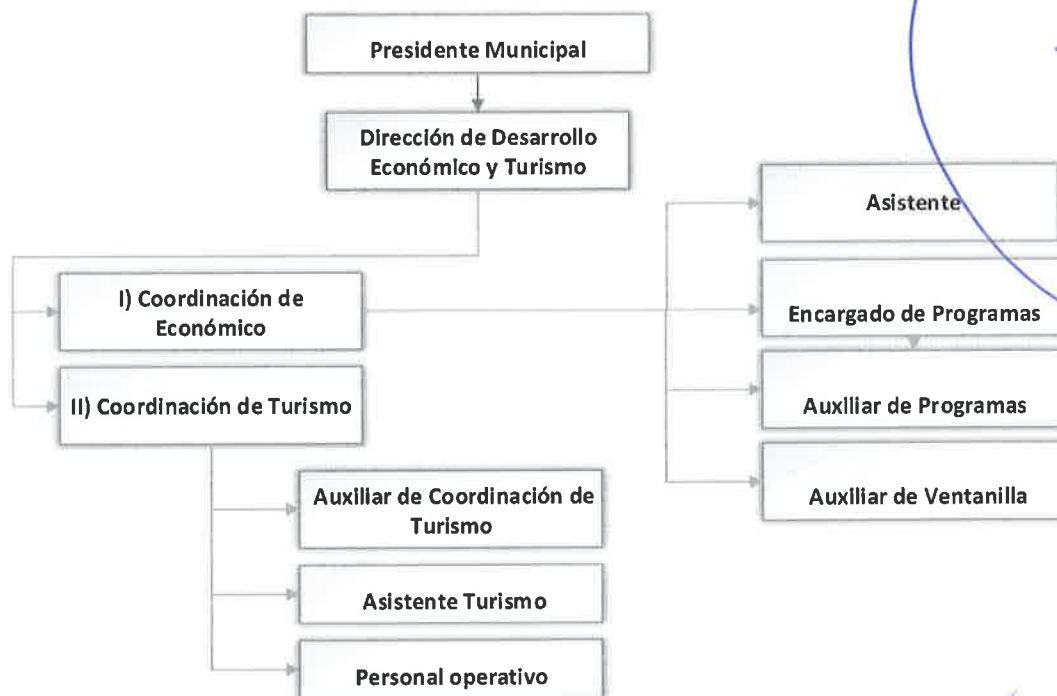 Presidente Municipal
Dirección de Desarrollo
Económico y Turismo
I) Coordinación de
Económico
II) Coordinación de Turismo
Auxiliar de Coordinación de
Turismo
Asistente Turismo
Personal operativo
Asistente
Encargado de Programas
Auxiliar de Programas
Auxiliar de Ventanilla